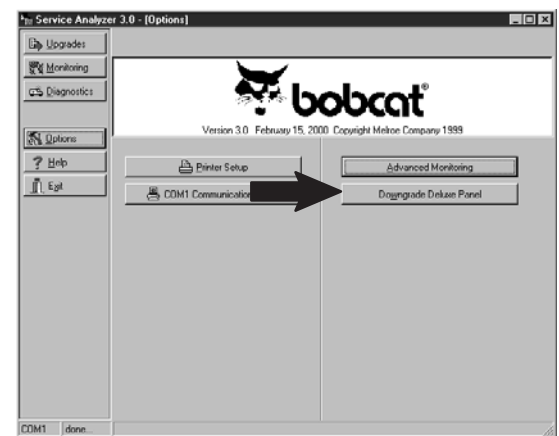 Service Analyzer 3.0 - [Options]
Upgrades
Monitoring
Diagnostics
Options
Help
Exit
bobcat®
Version 3.0 February 15, 2000 Copyright Melroe Company 1999
Printer Setup
COM1 Communication
Advanced Monitoring
Downgrade Deluxe Panel
COM1 done...